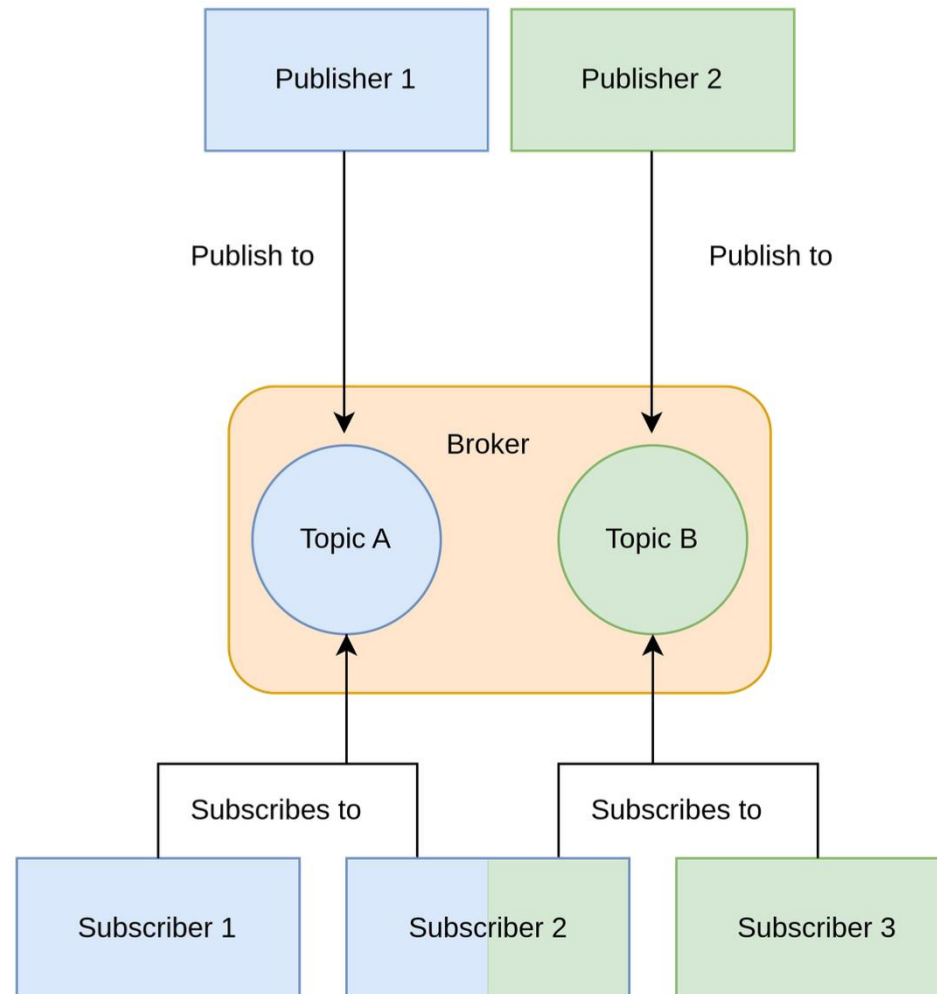 Publisher 1
Publisher 2
Publish to
Publish to
Broker
Topic A
Topic B
Subscribes to
Subscribes to
Subscriber 1
Subscriber 2
Subscriber 3